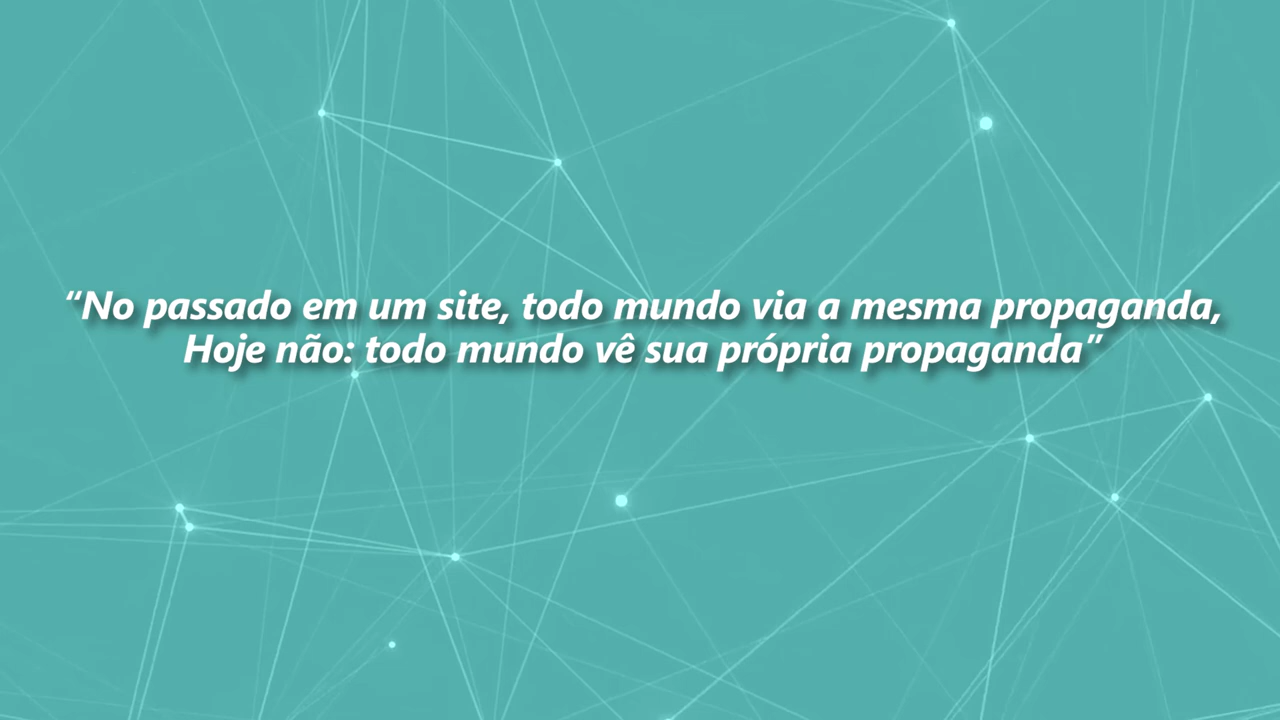 “No passado em um site, todo mundo via a mesma propaganda,
Hoje não: todo mundo vê sua própria propaganda”